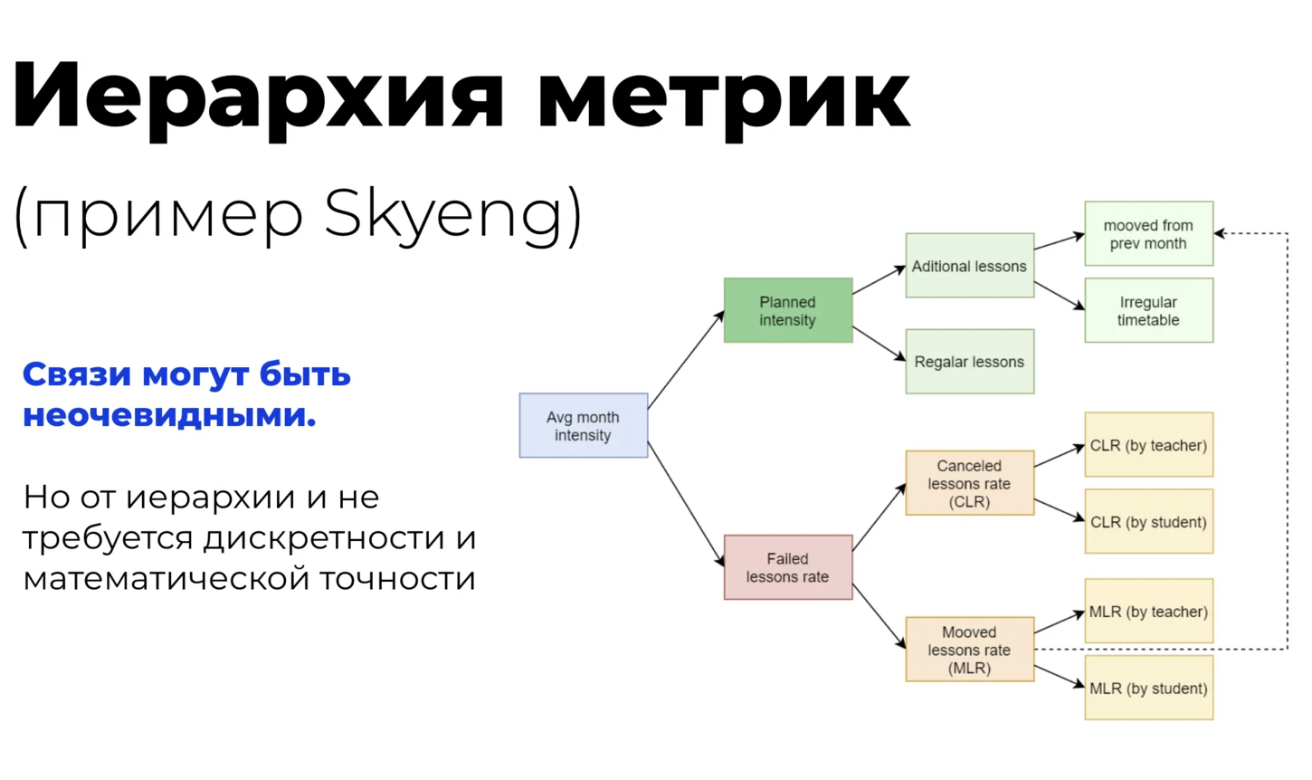 Иерархия метрик
(пример Skyeng)
Связи могут быть
неочевидными.
Но от иерархии и не
требуется дискретности и
математической точности
Avg month
intensity
Planned
intensity
Failed
lessons rate
Aditional lessons
Regalar lessons
Canceled
lessons rate
(CLR)
Mooved
lessons rate
(MLR)
mooved from
prev month
Irregular
timetable
CLR (by teacher)
CLR (by student)
MLR (by teacher)
MLR (by student)